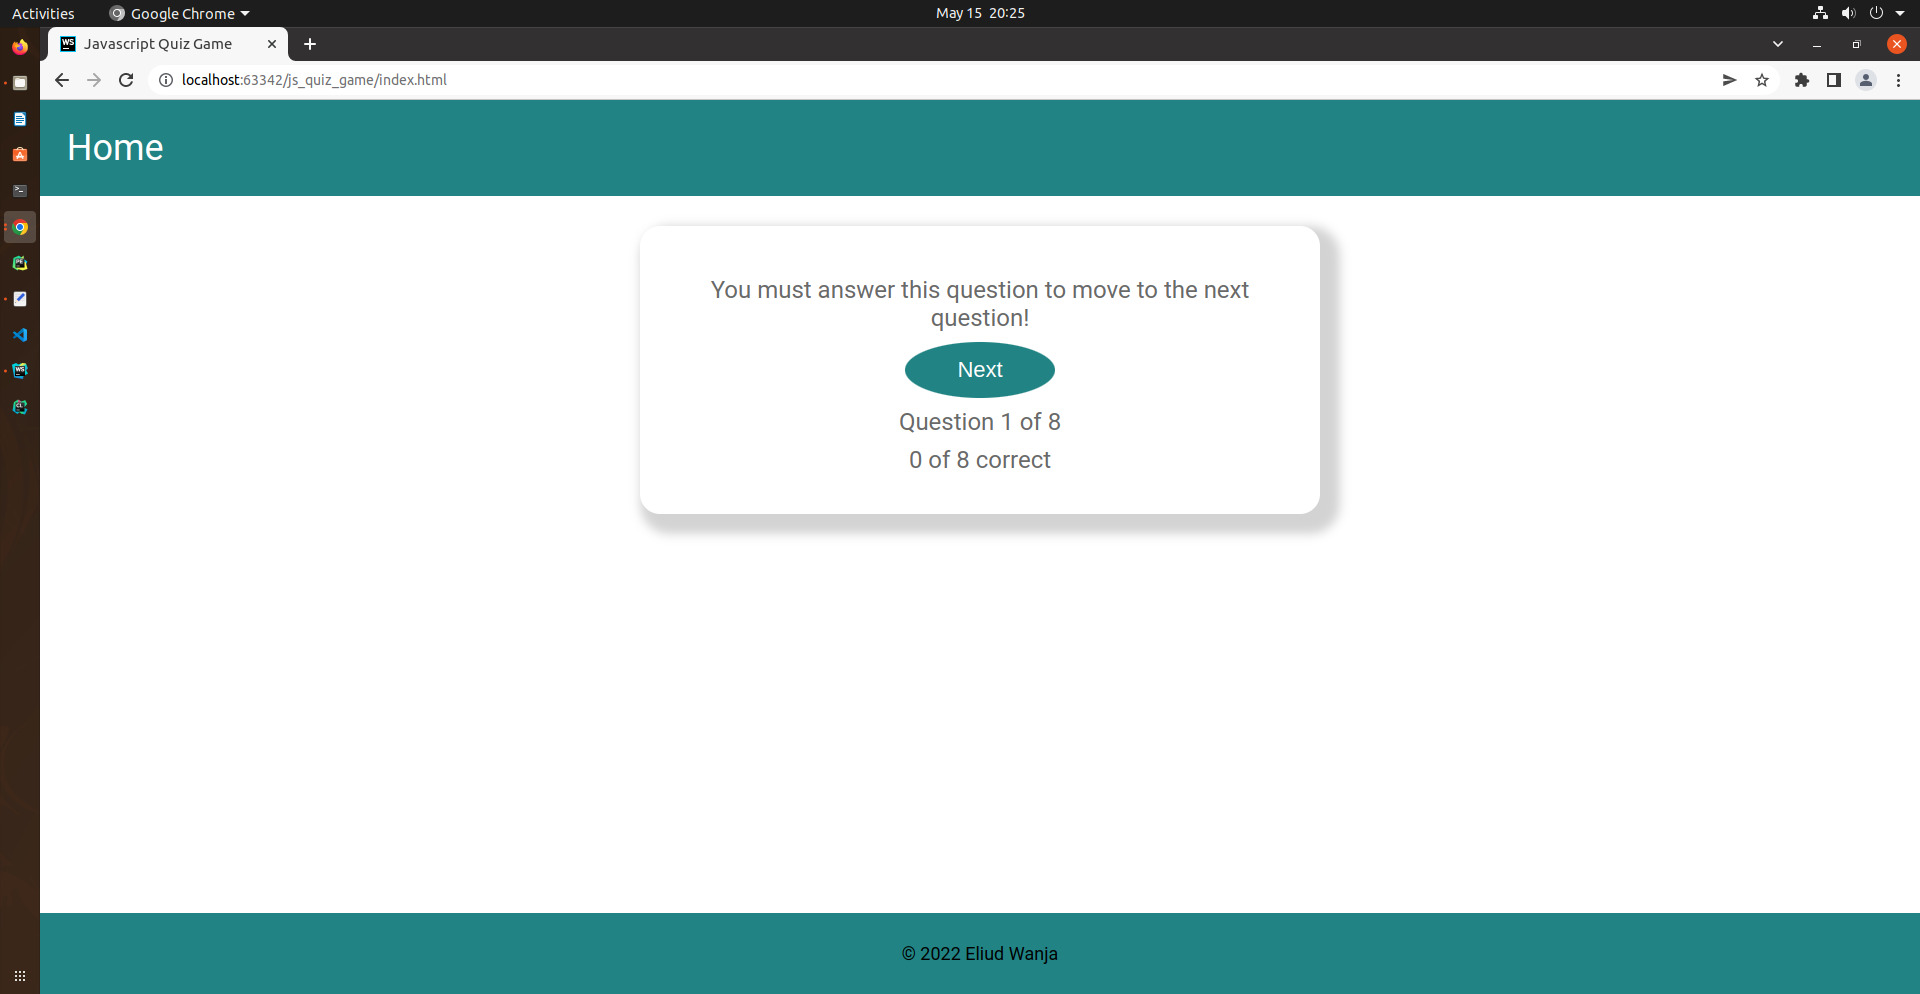 Activities
Google Chrome
May 15 20:25
WS
Javascript Quiz Game
localhost:63342/js_quiz_game/index.html
Home
You must answer this question to move to the next
question!
Next
Question 1 of 8
0 of 8 correct
© 2022 Eliud Wanja